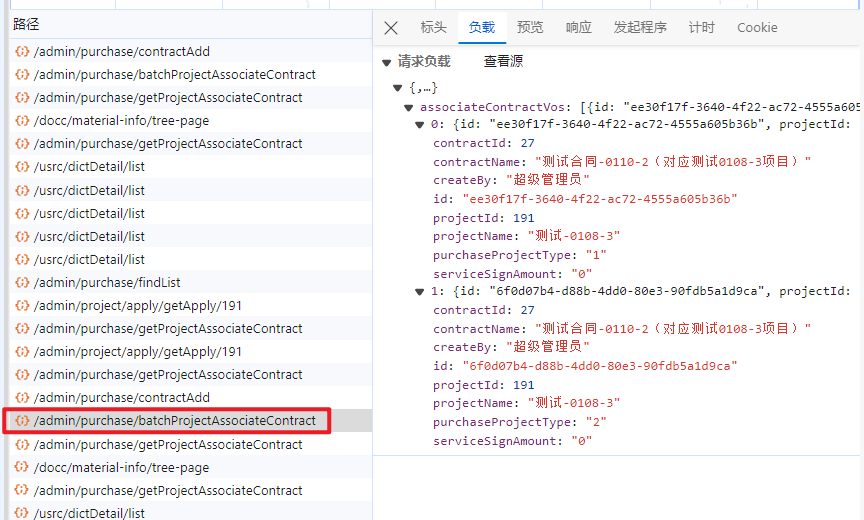 路径
/admin/purchase/contractAdd
/admin/purchase/batchProjectAssociateContract
/admin/purchase/getProjectAssociateContract
/docc/material-info/tree-page
/admin/purchase/getProjectAssociateContract
/usrc/dictDetail/list
/usrc/dictDetail/list
/usrc/dictDetail/list
/usrc/dictDetail/list
/usrc/dictDetail/list
/admin/purchase/findList
/admin/project/apply/getApply/191
/admin/purchase/getProjectAssociateContract
/admin/project/apply/getApply/191
/admin/purchase/getProjectAssociateContract
/admin/purchase/contractAdd
/admin/purchase/batchProjectAssociateContract
/admin/purchase/getProjectAssociateContract
/docc/material-info/tree-page
/admin/purchase/getProjectAssociateContract
/usrc/dictDetail/list
标头 负载 预览 响应 发起程序 计时 Cookie
请求负载 查看源
{,…}
associateContractVos: [{id: "ee30f17f-3640-4f22-ac72-4555a605
0: {id: "ee30f17f-3640-4f22-ac72-4555a605b36b", projectId:
contractId: 27
contractName: "测试合同-0110-2（对应测试0108-3项目）"
createBy: "超级管理员"
id: "ee30f17f-3640-4f22-ac72-4555a605b36b"
projectId: 191
projectName: "测试-0108-3"
purchaseProjectType: "1"
serviceSignAmount: "0"
1: {id: "6f0d07b4-d88b-4dd0-80e3-90fdb5a1d9ca", projectId:
contractId: 27
contractName: "测试合同-0110-2（对应测试0108-3项目）"
createBy: "超级管理员"
id: "6f0d07b4-d88b-4dd0-80e3-90fdb5a1d9ca"
projectId: 191
projectName: "测试-0108-3"
purchaseProjectType: "2"
serviceSignAmount: "0"